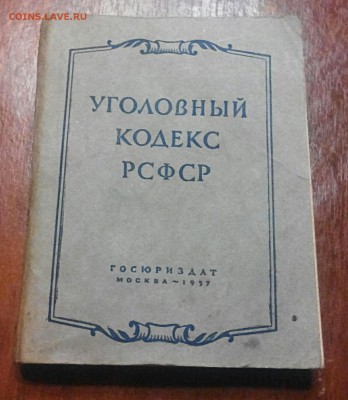 COINS.LAVE.RU
УГОЛОВНЫЙ
КОДЕКС
РСФСР
ГОСЮРИЗДАТ
МОСКВА ~ 1957